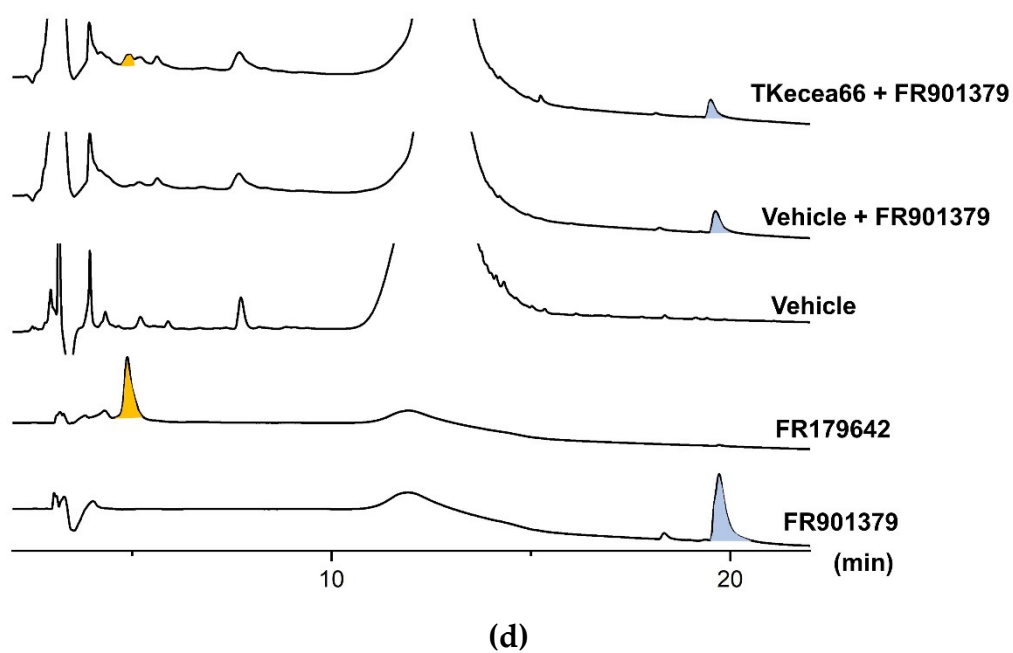 TKecea66 + FR901379
Vehicle + FR901379
Vehicle
FR179642
FR901379
(min)
10 20
(d)